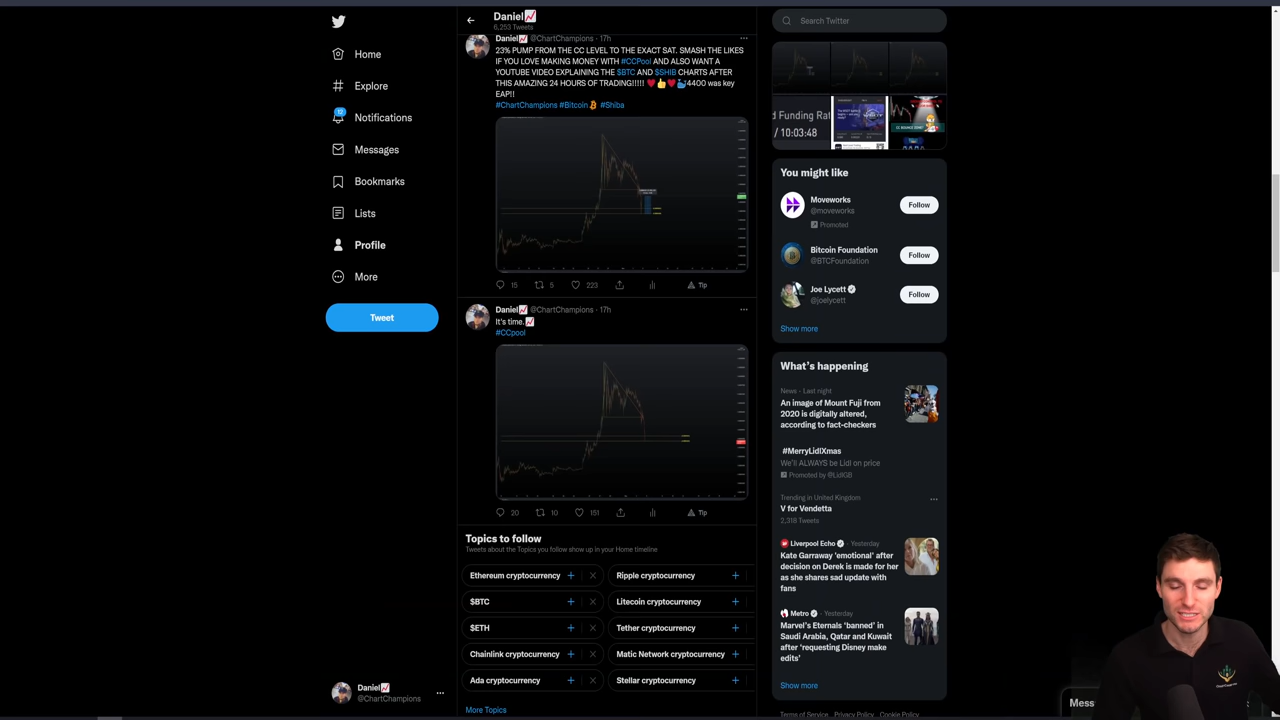 Home
Explore
12
Notifications
Messages
Bookmarks
Lists
Profile
More
Tweet
Daniel📈
@ChartChampions
Daniel📈
6,253 Tweets
Daniel📈 @ChartChampions · 17h
23% PUMP FROM THE CC LEVEL TO THE EXACT SAT. SMASH THE LIKES
IF YOU LOVE MAKING MONEY WITH #CCPool AND ALSO WANT A
YOUTUBE VIDEO EXPLAINING THE $BTC AND $SHIB CHARTS AFTER
THIS AMAZING 24 HOURS OF TRADING!!!!! ❤️👍❤️🐳4400 was key
EAP!!
#ChartChampions #Bitcoin #Shiba
15 5 223 Tip
Daniel📈 @ChartChampions · 17h
It's time.📈
#CCpool
20 10 151 Tip
Topics to follow
Tweets about the Topics you follow show up in your Home timeline
Ethereum cryptocurrency
Ripple cryptocurrency
$BTC
Litecoin cryptocurrency
$ETH
Tether cryptocurrency
Chainlink cryptocurrency
Matic Network cryptocurrency
Ada cryptocurrency
Stellar cryptocurrency
More Topics
Search Twitter
d Funding Rat
/ 10:03:48
You might like
Moveworks
@moveworks
Promoted
Follow
Bitcoin Foundation
@BTCFoundation
Follow
Joe Lycett
@joelycett
Follow
Show more
What's happening
News · Last night
An image of Mount Fuji from
2020 is digitally altered,
according to fact-checkers
#MerryLidlXmas
We'll ALWAYS be Lidl on price
Promoted by @LidlGB
Trending in United Kingdom
V for Vendetta
2,318 Tweets
Liverpool Echo · Yesterday
Kate Garraway 'emotional' after
decision on Derek is made for her
as she shares sad update with
fans
Metro · Yesterday
Marvel's Eternals 'banned' in
Saudi Arabia, Qatar and Kuwait
after 'requesting Disney make
edits'
Show more
Terms of Service Privacy Policy Cookie Policy
Mess